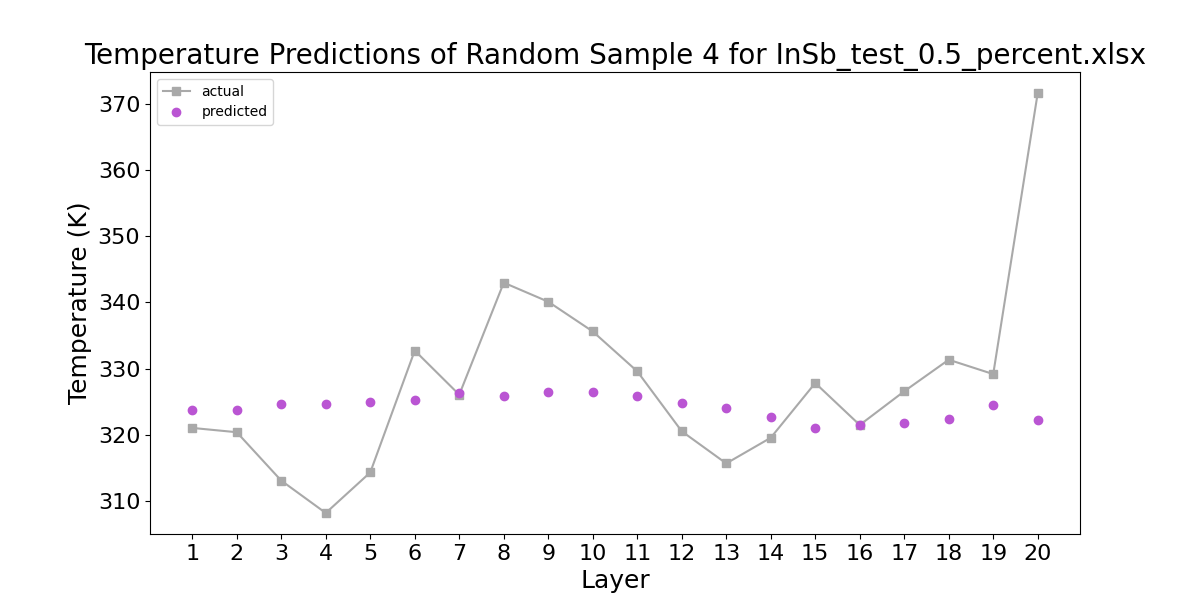 Temperature Predictions of Random Sample 4 for InSb_test_0.5_percent.xlsx
actual
predicted
Temperature (K)
370
360
350
340
330
320
310
1 2 3 4 5 6 7 8 9 10 11 12 13 14 15 16 17 18 19 20
Layer